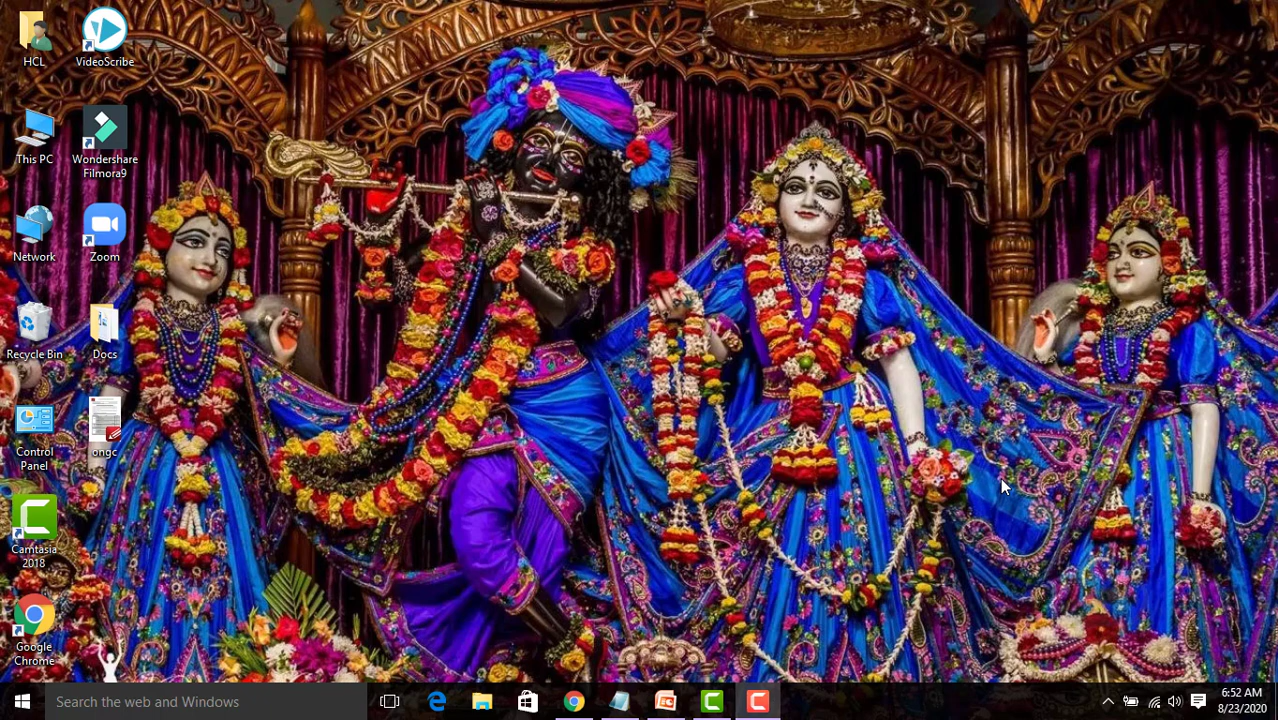 HCL
VideoScribe
This PC
Wondershare
Filmora9
Network
Zoom
Recycle Bin
Docs
Control
Panel
ongc
Camtasia
2018
Google
Chrome
Search the web and Windows
6:52 AM
8/23/2020